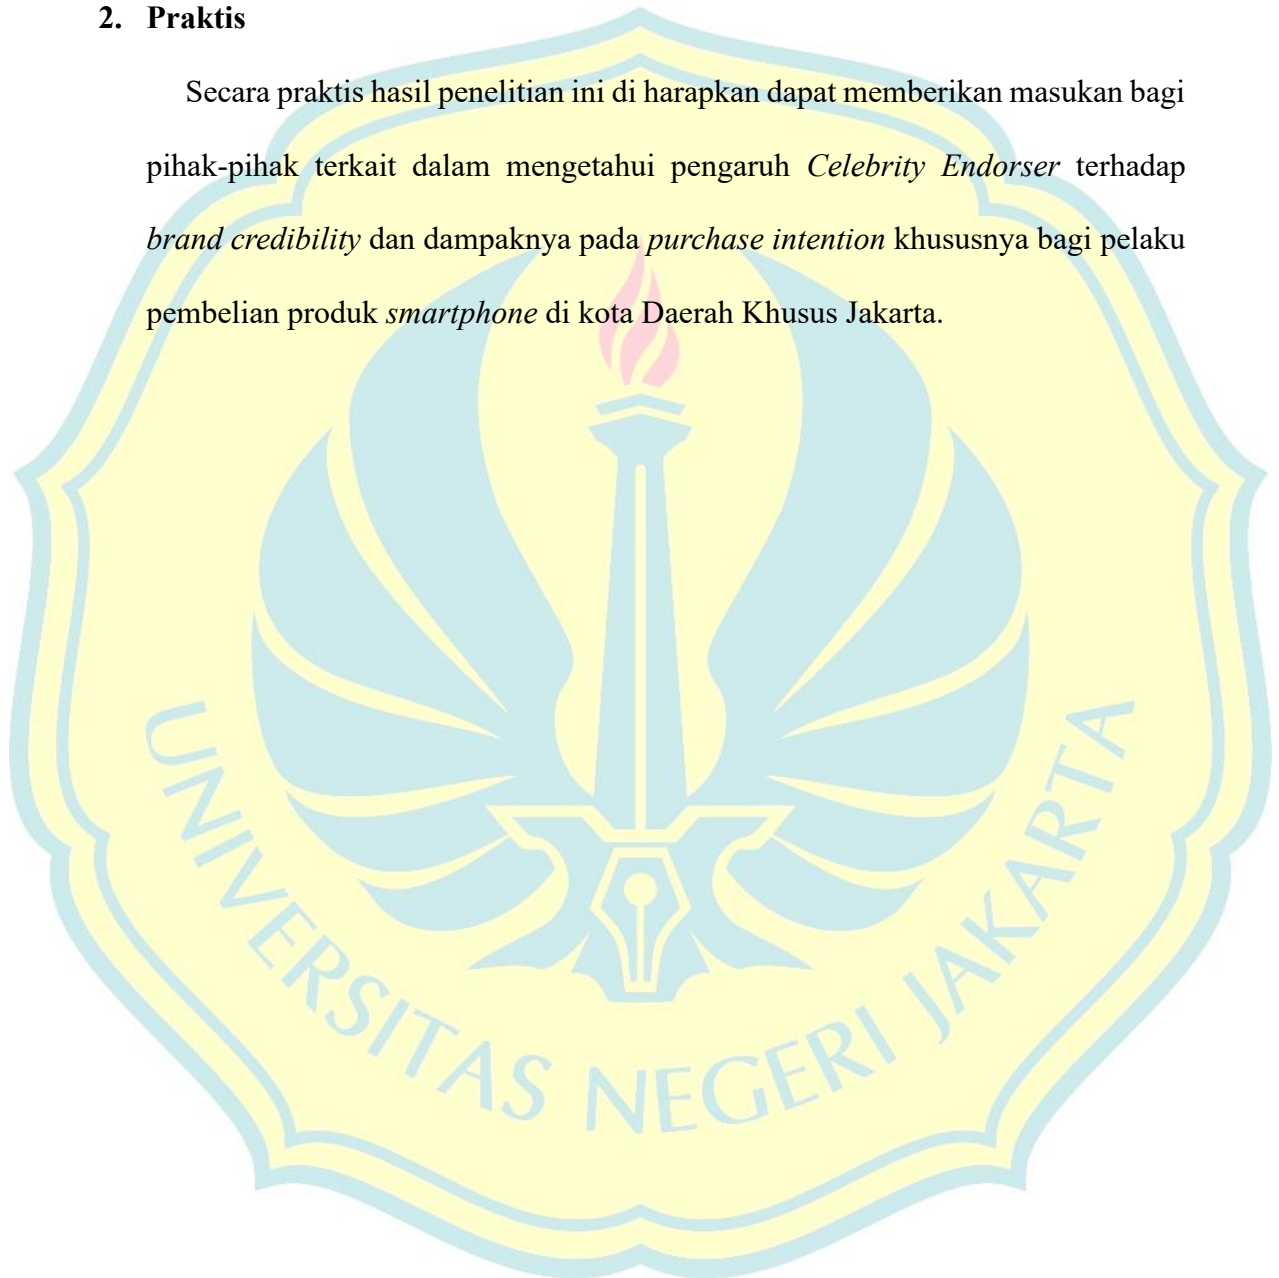 2. Praktis
Secara praktis hasil penelitian ini di harapkan dapat memberikan masukan bagi
pihak-pihak terkait dalam mengetahui pengaruh Celebrity Endorser terhadap
brand credibility dan dampaknya pada purchase intention khususnya bagi pelaku
pembelian produk smartphone di kota Daerah Khusus Jakarta.
UNIVERSITAS NEGERI JAKARTA